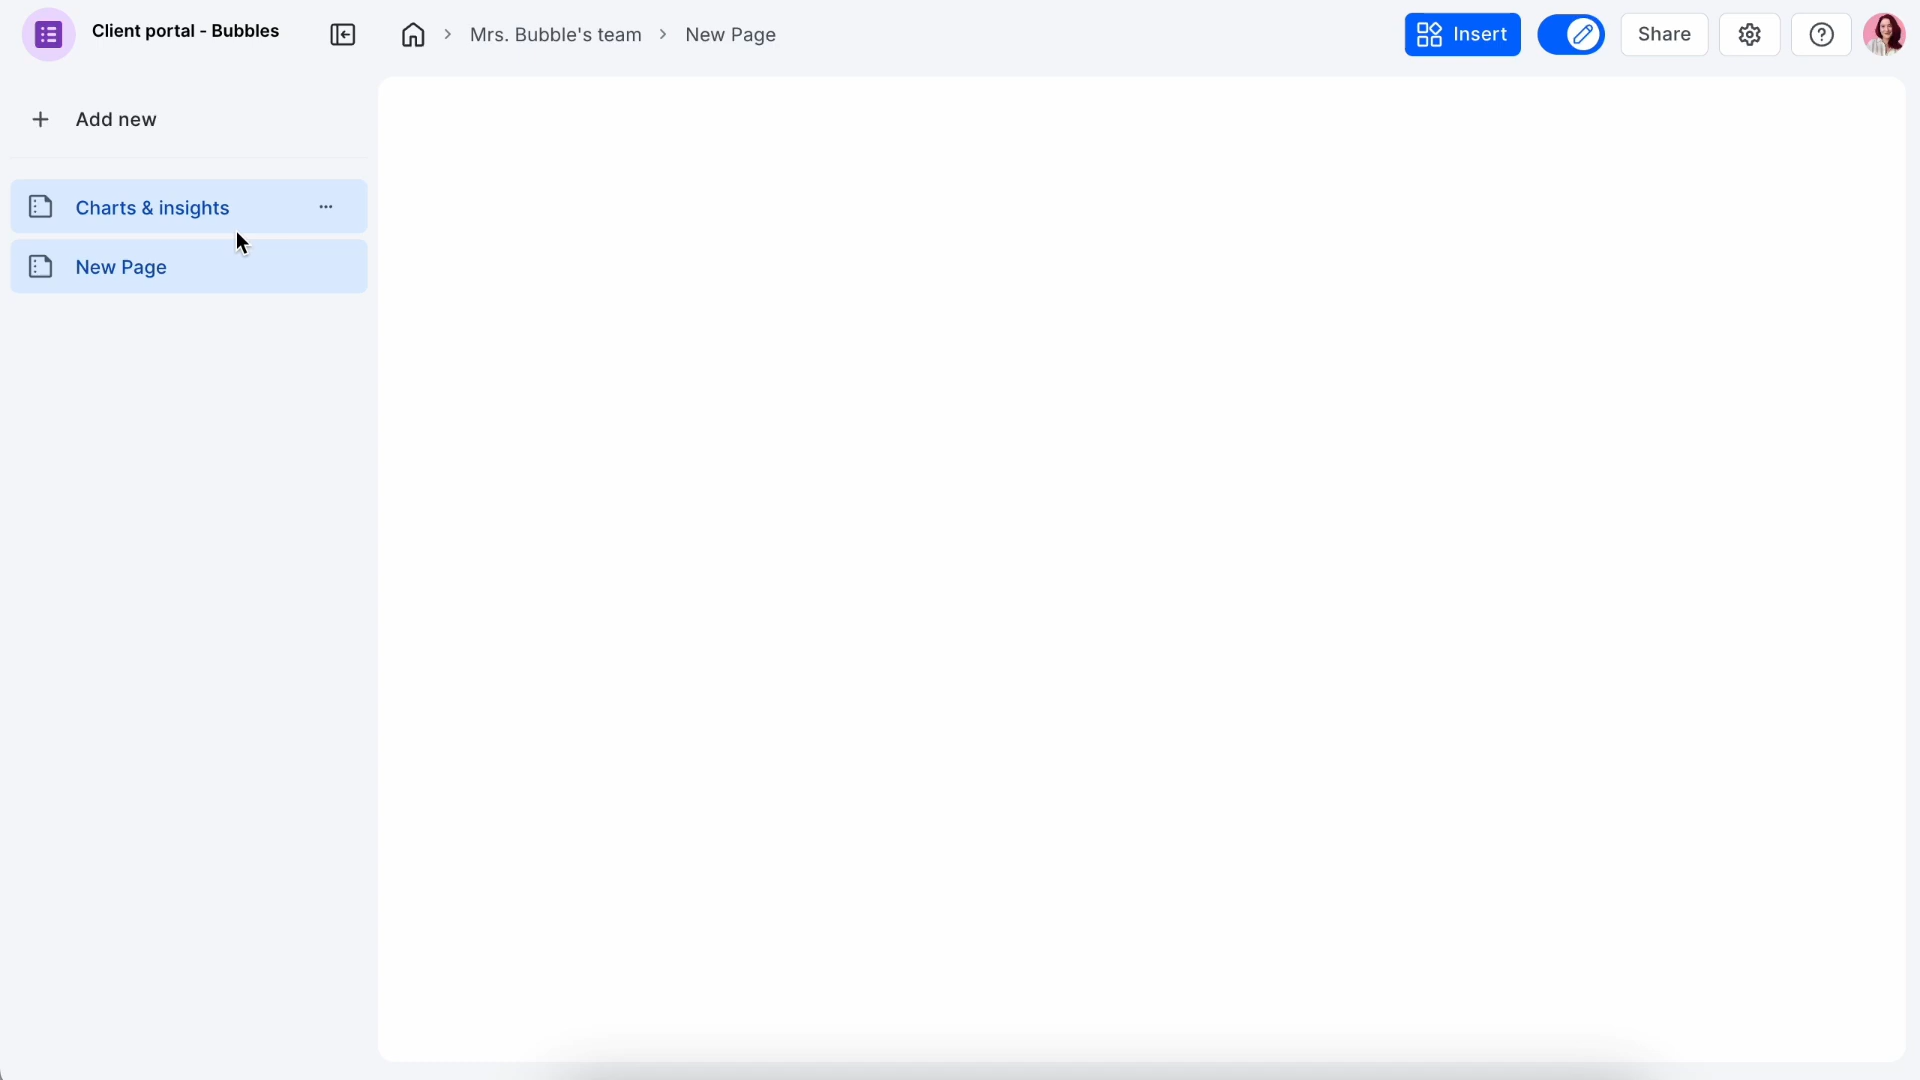 Client portal - Bubbles
Mrs. Bubble's team
New Page
Insert
Share
Add new
Charts & insights
New Page